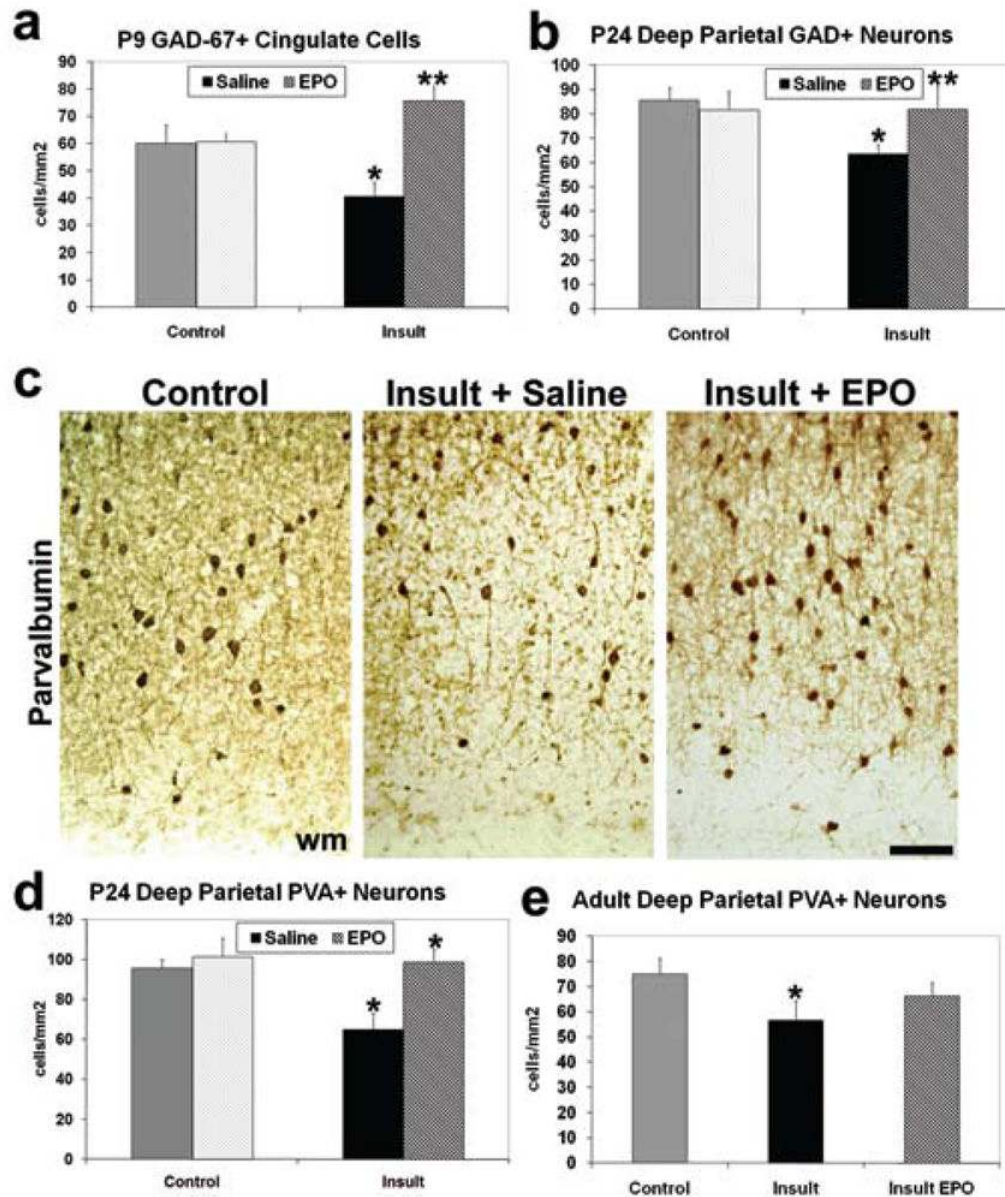 a
P9 GAD-67+ Cingulate Cells
90
80
70
60
50
40
30
20
10
0
cells/mm2
Saline EPO
*
**
Control Insult
b
P24 Deep Parietal GAD+ Neurons
100
90
80
70
60
50
40
30
20
10
0
cells/mm2
Saline EPO
*
**
Control Insult
c
Control Insult + Saline Insult + EPO
Parvalbumin
wm
d
P24 Deep Parietal PVA+ Neurons
120
100
80
60
40
20
0
cells/mm2
Saline EPO
*
*
Control Insult
e
Adult Deep Parietal PVA+ Neurons
90
80
70
60
50
40
30
20
10
0
cells/mm2
*
Control Insult Insult EPO